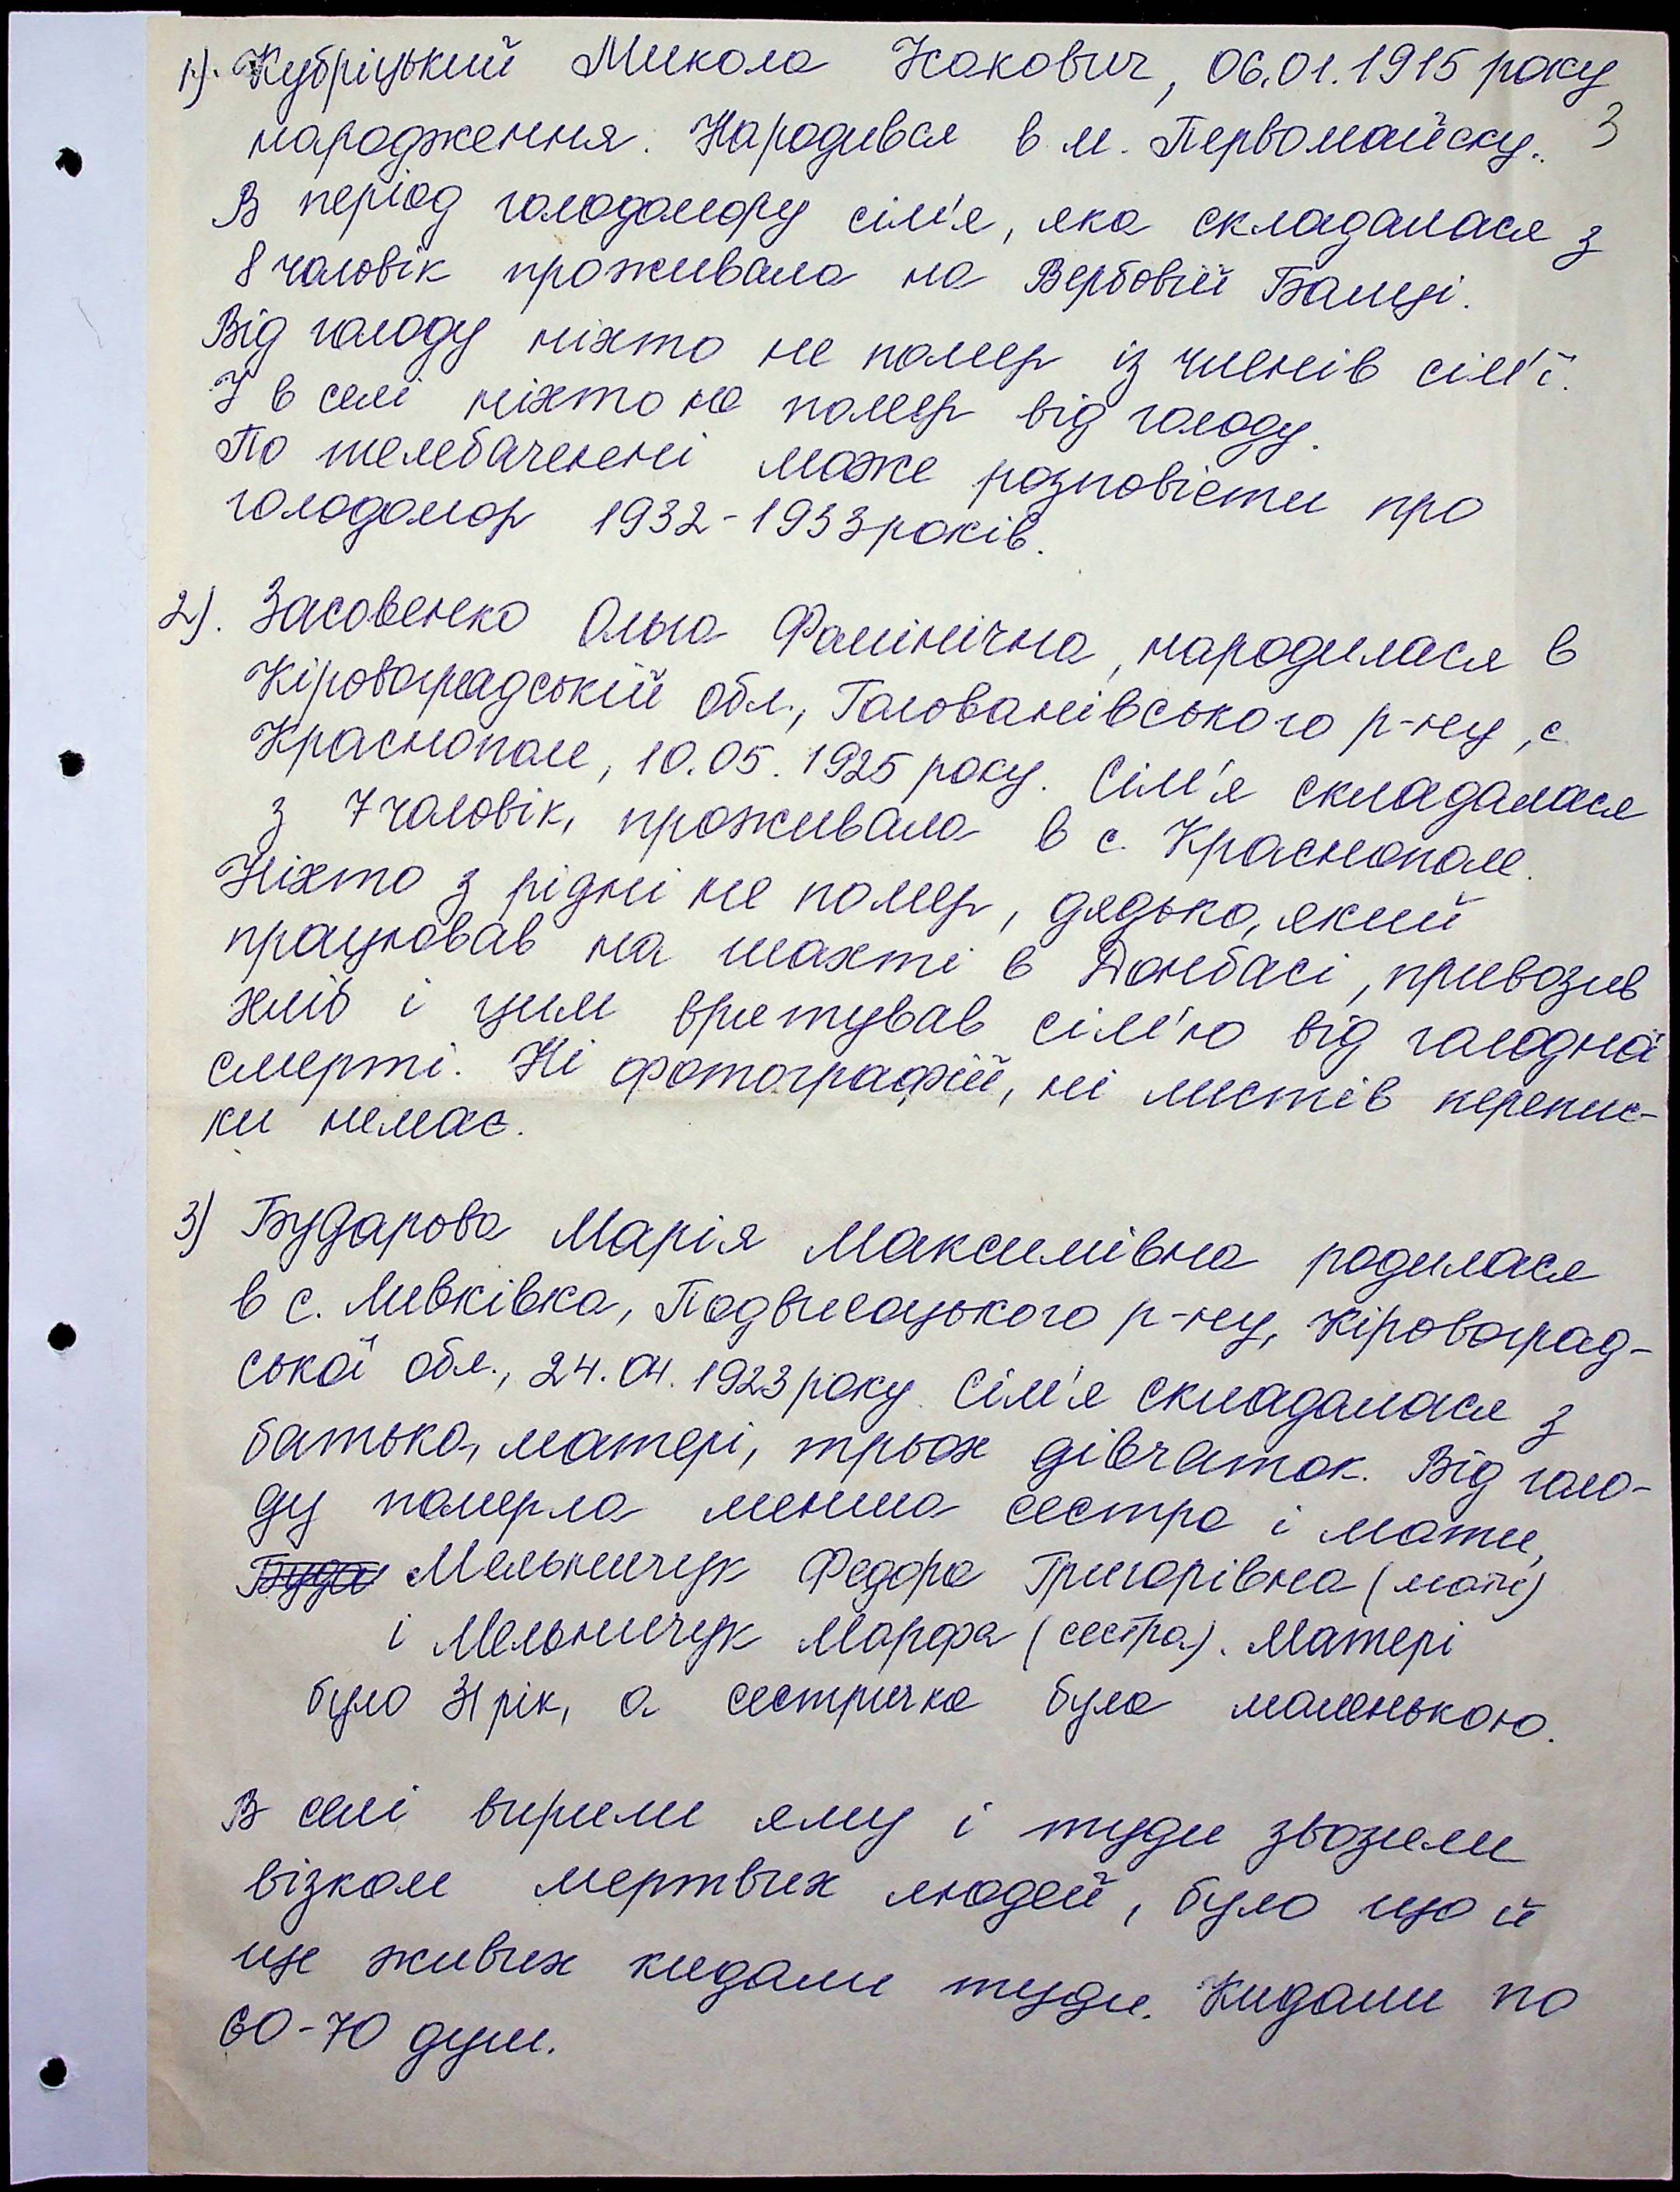 1). Кубріцький Микола Исакович, 06.01.1915 року
3
народження. Народився в м. Первомайску.
В період голодомору сім'я, яка складалася з
8 чоловік проживала на Вербовій Балці.
Від голоду ніхто не помер із членів сім'ї.
У в селі ніхто не помер від голоду.
По телебаченні може розповісти про
голодомор 1932-1933 років.
2). Засовенко Ольга Фалінічна, народилася в
Кіровоградській обл., Голованівського р-ну, с.
Краснополе, 10.05.1925 року. Сім'я складалася
з 7 чоловік, проживала в с. Краснополе.
Ніхто з рідні не помер, дядько, який
працював на шахті в Донбасі, привозив
хліб і цим врятував сім'ю від голодної
смерті. Ні фотографій, ні листів перепис-
ки немає.
3) Бударова Марія Максимівна родилася
в с. Левківка, Подвисоцького р-ну, Кіровоград-
ської обл., 24.04.1923 року. Сім'я складалася з
батька, матері, трьох дівчаток. Від голо-
ду померла менша сестра і мати,
Буда Мельничук Федора Григорівна (мати)
і Мельничук Марфа (сестра). Матері
було 31 рік, а сестричка була маленькою.
В селі вирили яму і туди звозили
візком мертвих людей, було що й
ще живих кидали туди. Кидали по
60-70 душ.